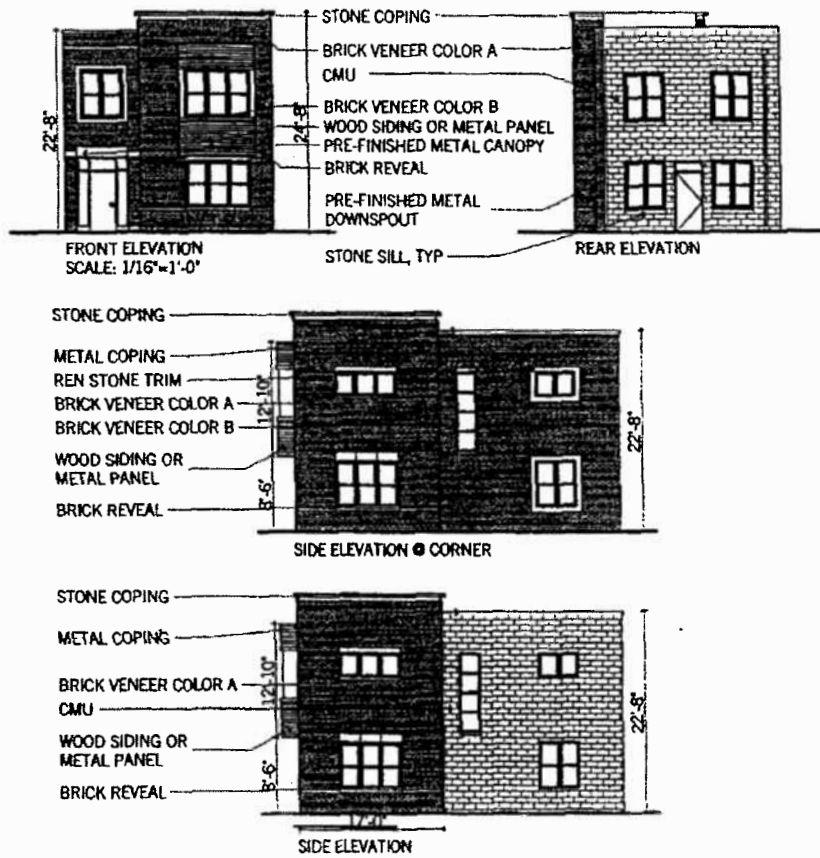 STONE COPING
BRICK VENEER COLOR A
CMU
BRICK VENEER COLOR B
WOOD SIDING OR METAL PANEL
PRE-FINISHED METAL CANOPY
BRICK REVEAL
PRE-FINISHED METAL
DOWNSPOUT
STONE SILL, TYP
22'-8"
24'-8"
FRONT ELEVATION
SCALE: 1/16"=1'-0"
REAR ELEVATION
STONE COPING
METAL COPING
REN STONE TRIM
BRICK VENEER COLOR A
BRICK VENEER COLOR B
WOOD SIDING OR
METAL PANEL
BRICK REVEAL
12'-10"
8'-6"
22'-8"
SIDE ELEVATION @ CORNER
STONE COPING
METAL COPING
BRICK VENEER COLOR A
CMU
WOOD SIDING OR
METAL PANEL
BRICK REVEAL
12'-10"
8'-6"
22'-8"
17'-0"
SIDE ELEVATION